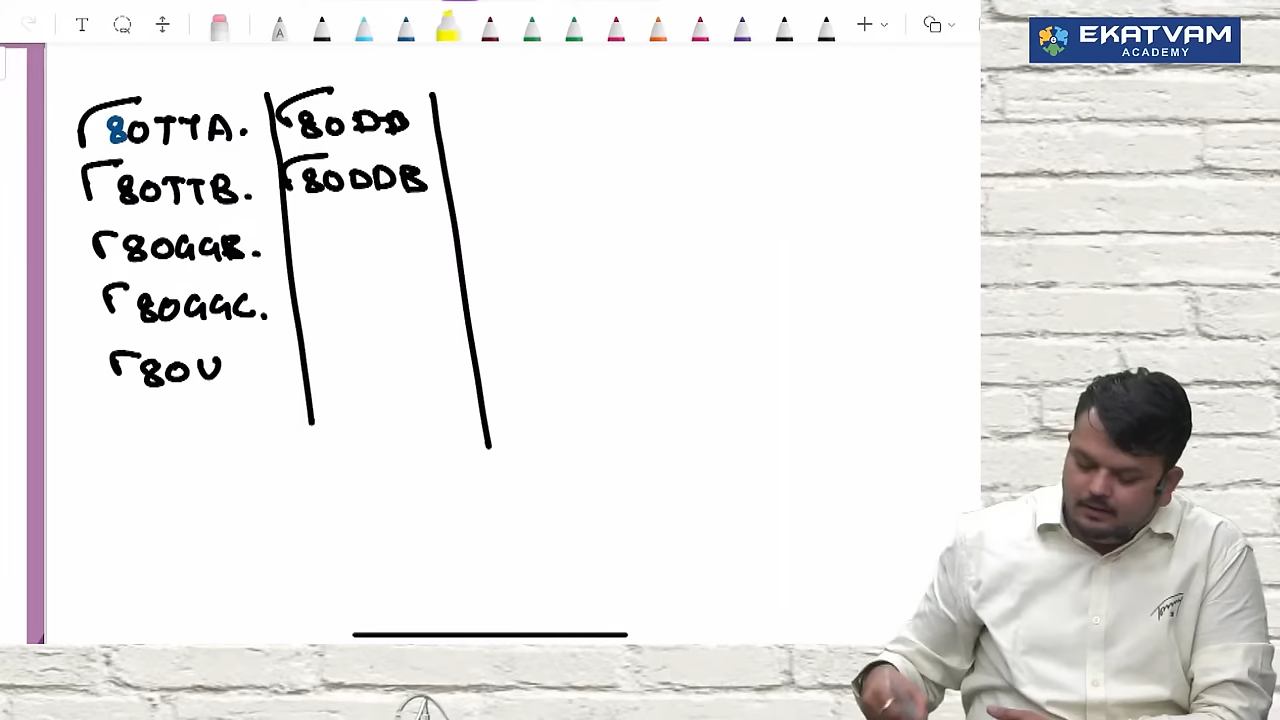 EKATVAM
ACADEMY
80TTA.
80TTB.
80GGB.
80GGC.
80U
80DD
80DDB
T
A